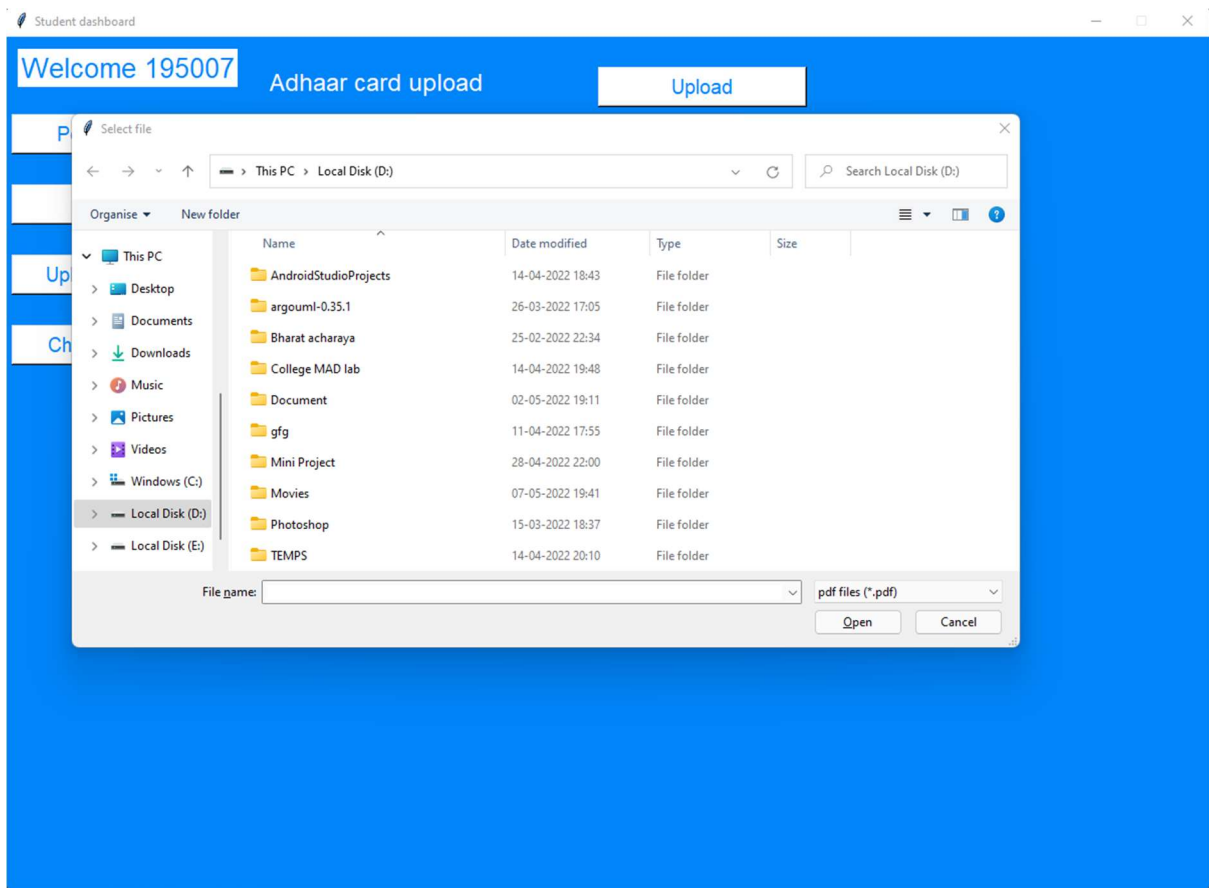 Student dashboard
Welcome 195007
Adhaar card upload
Upload
P
Upl
Ch
Select file
This PC > Local Disk (D:)
Search Local Disk (D:)
Organise
New folder
Name Date modified Type Size
This PC
Desktop
Documents
Downloads
Music
Pictures
Videos
Windows (C:)
Local Disk (D:)
Local Disk (E:)
AndroidStudioProjects 14-04-2022 18:43 File folder
argouml-0.35.1 26-03-2022 17:05 File folder
Bharat acharaya 25-02-2022 22:34 File folder
College MAD lab 14-04-2022 19:48 File folder
Document 02-05-2022 19:11 File folder
gfg 11-04-2022 17:55 File folder
Mini Project 28-04-2022 22:00 File folder
Movies 07-05-2022 19:41 File folder
Photoshop 15-03-2022 18:37 File folder
TEMPS 14-04-2022 20:10 File folder
File name:
pdf files (*.pdf)
Open
Cancel